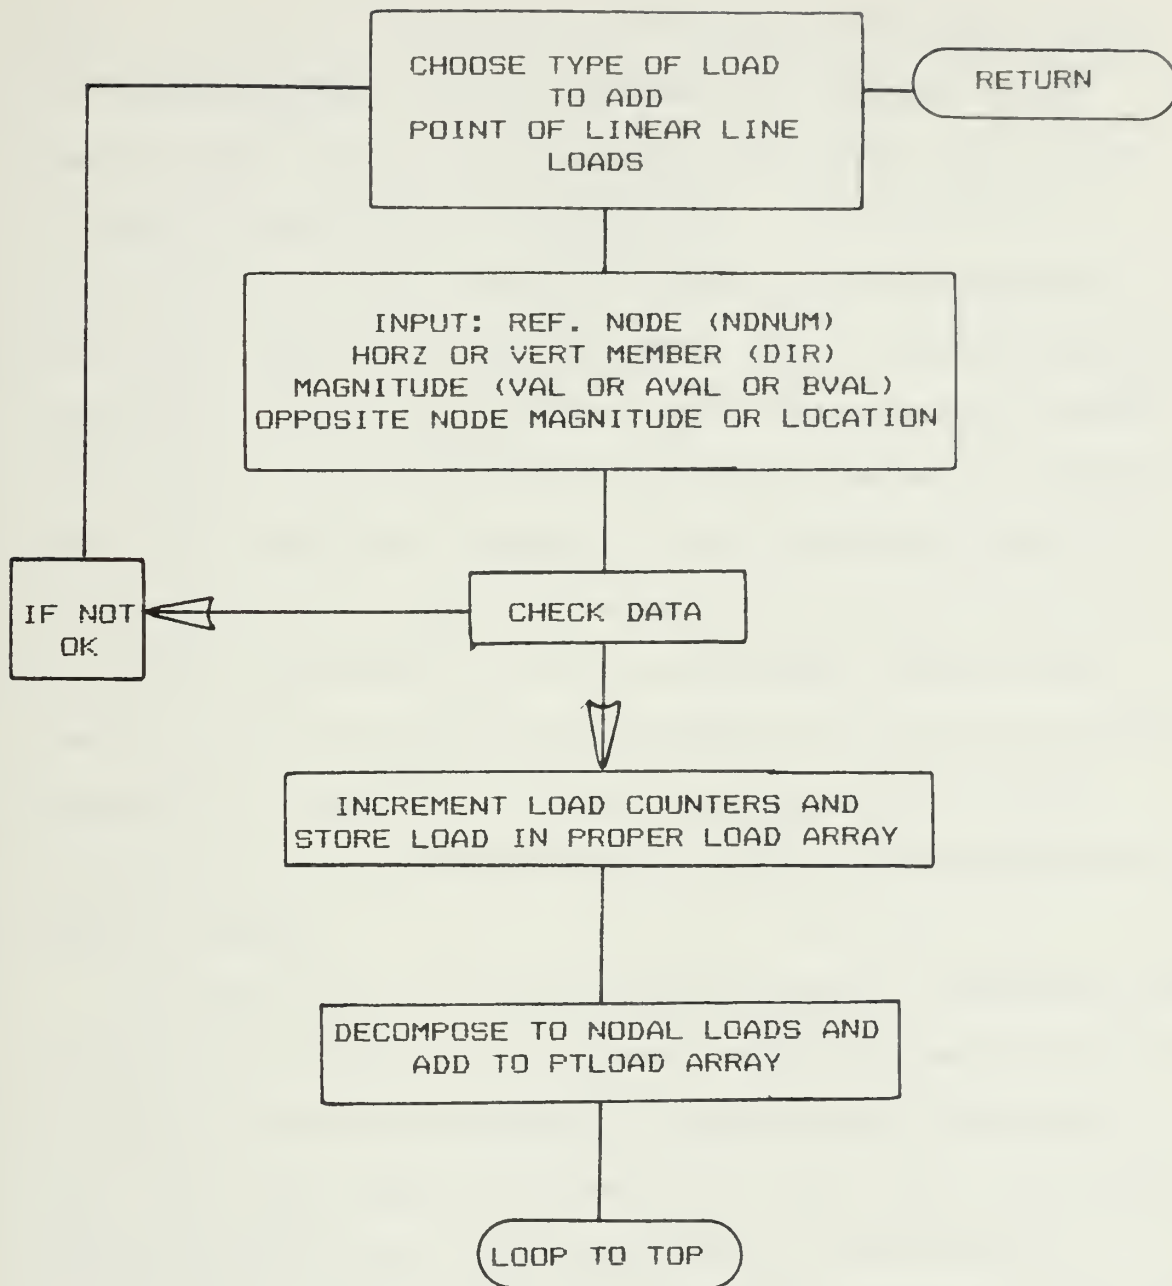 CHOOSE TYPE OF LOAD
TO ADD
POINT OF LINEAR LINE
LOADS
RETURN
INPUT: REF. NODE (NDNUM)
HORZ OR VERT MEMBER (DIR)
MAGNITUDE (VAL OR AVAL OR BVAL)
OPPOSITE NODE MAGNITUDE OR LOCATION
IF NOT
OK
CHECK DATA
INCREMENT LOAD COUNTERS AND
STORE LOAD IN PROPER LOAD ARRAY
DECOMPOSE TO NODAL LOADS AND
ADD TO PTLOAD ARRAY
LOOP TO TOP